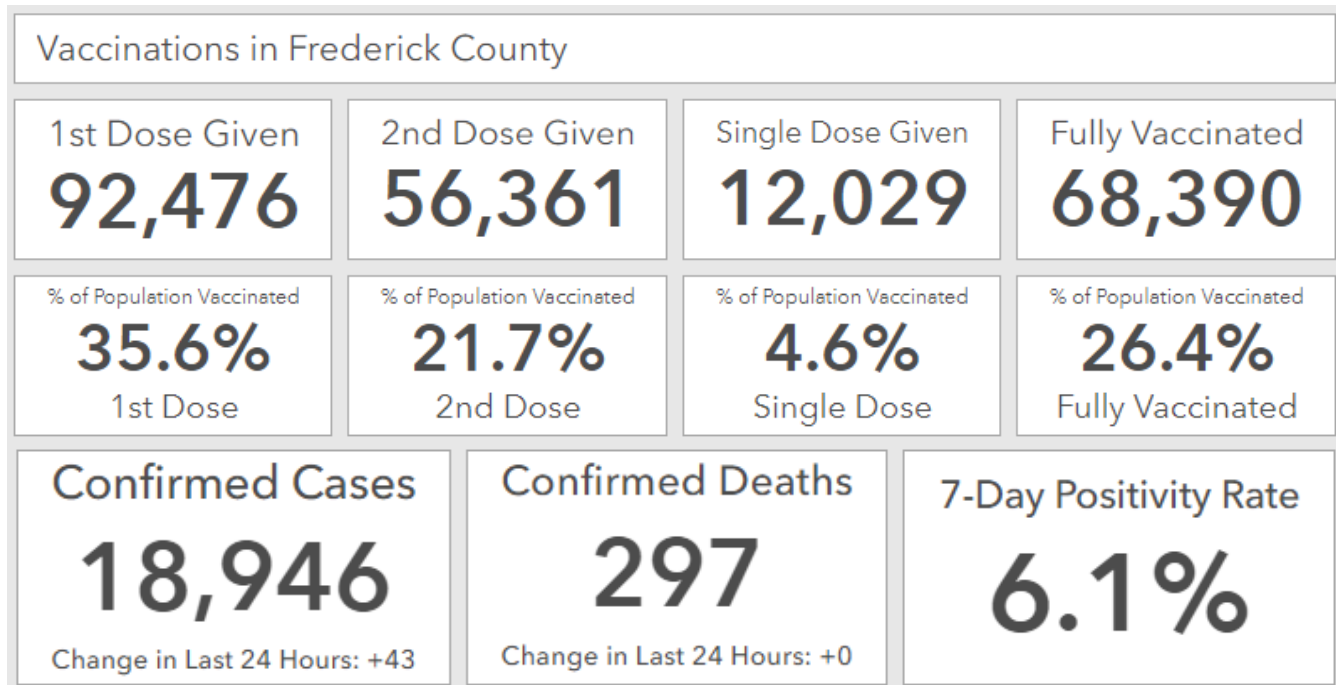 Vaccinations in Frederick County
1st Dose Given
92,476
2nd Dose Given
56,361
Single Dose Given
12,029
Fully Vaccinated
68,390
% of Population Vaccinated
35.6%
1st Dose
% of Population Vaccinated
21.7%
2nd Dose
% of Population Vaccinated
4.6%
Single Dose
% of Population Vaccinated
26.4%
Fully Vaccinated
Confirmed Cases
18,946
Change in Last 24 Hours: +43
Confirmed Deaths
297
Change in Last 24 Hours: +0
7-Day Positivity Rate
6.1%